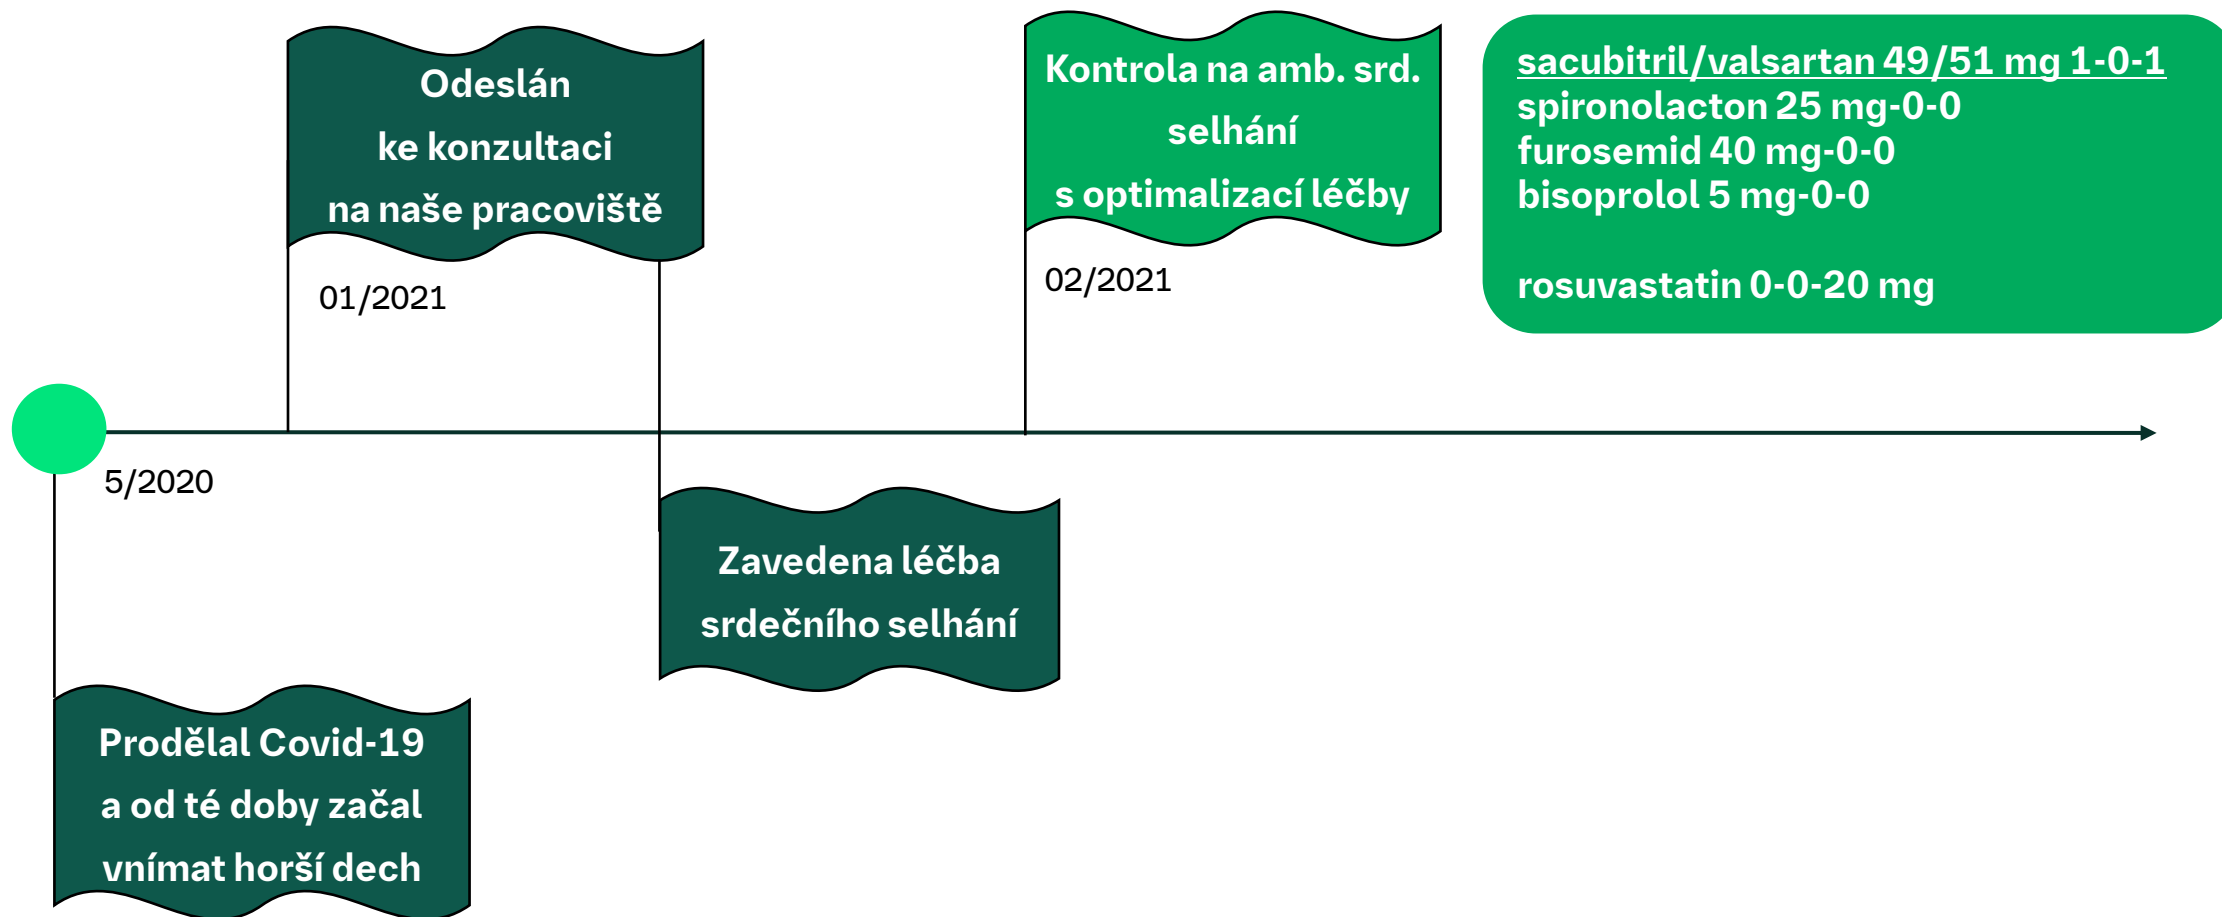 Odeslán
ke konzultaci
na naše pracoviště
01/2021
Kontrola na amb. srd.
selhání
s optimalizací léčby
02/2021
sacubitril/valsartan 49/51 mg 1-0-1
spironolacton 25 mg-0-0
furosemid 40 mg-0-0
bisoprolol 5 mg-0-0
rosuvastatin 0-0-20 mg
5/2020
Zavedena léčba
srdečního selhání
Prodělal Covid-19
a od té doby začal
vnímat horší dech